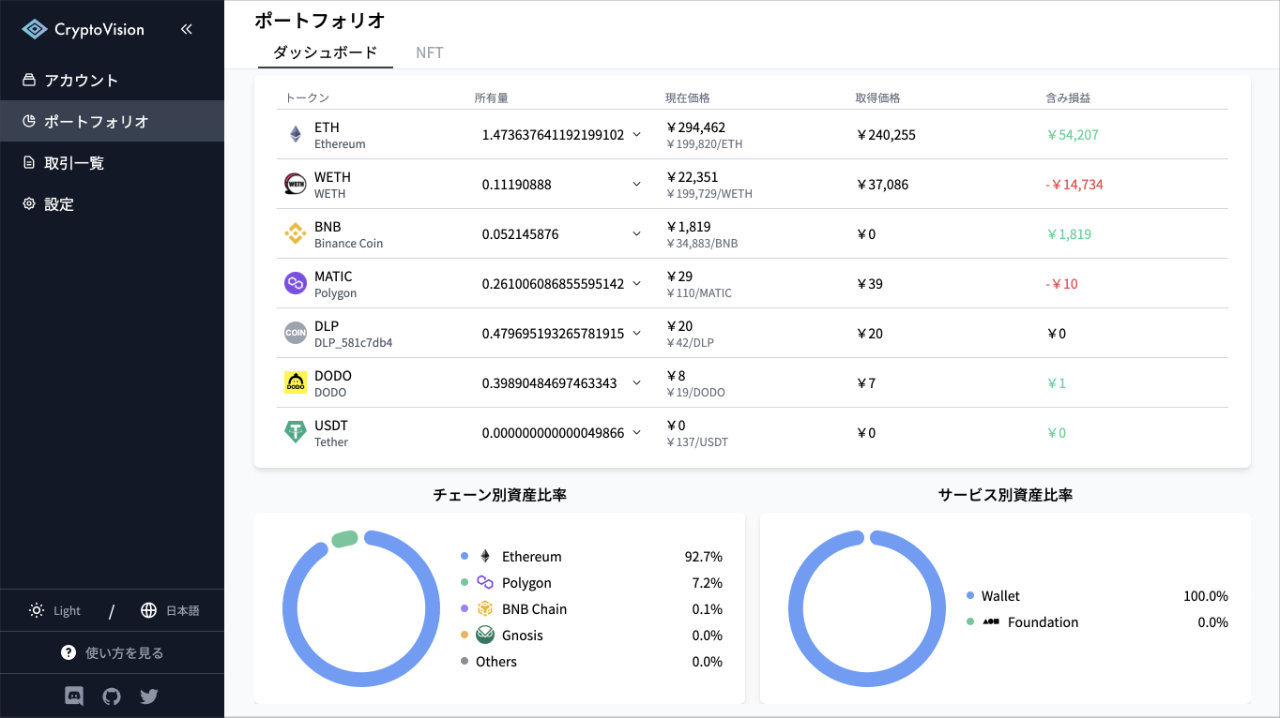 CryptoVision
アカウント
ポートフォリオ
取引一覧
設定
Light / 日本語
使い方を見る
ポートフォリオ
ダッシュボード NFT
トークン 所有量 現在価格 取得価格 含み損益
ETH
Ethereum
1.473637641192199102
¥294,462
¥199,820/ETH
¥240,255
¥54,207
WETH
WETH
WETH
0.11190888
¥22,351
¥199,729/WETH
¥37,086
-¥14,734
BNB
Binance Coin
0.052145876
¥1,819
¥34,883/BNB
¥0
¥1,819
MATIC
Polygon
0.261006086855595142
¥29
¥110/MATIC
¥39
-¥10
COIN
DLP
DLP_581c7db4
0.479695193265781915
¥20
¥42/DLP
¥20
¥0
DODO
DODO
DODO
0.39890484697463343
¥8
¥19/DODO
¥7
¥1
USDT
Tether
0.000000000000049866
¥0
¥137/USDT
¥0
¥0
チェーン別資産比率
Ethereum 92.7%
Polygon 7.2%
BNB Chain 0.1%
Gnosis 0.0%
Others 0.0%
サービス別資産比率
Wallet 100.0%
Foundation 0.0%